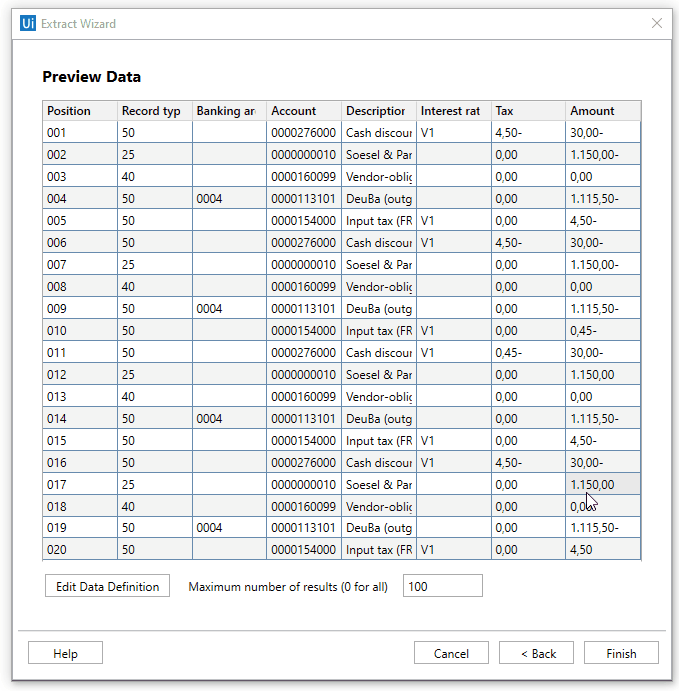 Ui Extract Wizard
Preview Data
Position Record typ Banking ar Account Description Interest rat Tax Amount
001 50 0000276000 Cash discour V1 4,50- 30,00-
002 25 0000000010 Soesel & Par 0,00 1.150,00-
003 40 0000160099 Vendor-oblig 0,00 0,00
004 50 0004 0000113101 DeuBa (outg 0,00 1.115,50-
005 50 0000154000 Input tax (FR V1 0,00 4,50-
006 50 0000276000 Cash discour V1 4,50- 30,00-
007 25 0000000010 Soesel & Par 0,00 1.150,00-
008 40 0000160099 Vendor-oblig 0,00 0,00
009 50 0004 0000113101 DeuBa (outg 0,00 1.115,50-
010 50 0000154000 Input tax (FR V1 0,00 0,45-
011 50 0000276000 Cash discour V1 0,45- 30,00-
012 25 0000000010 Soesel & Par 0,00 1.150,00
013 40 0000160099 Vendor-oblig 0,00 0,00
014 50 0004 0000113101 DeuBa (outg 0,00 1.115,50-
015 50 0000154000 Input tax (FR V1 0,00 4,50-
016 50 0000276000 Cash discour V1 4,50- 30,00-
017 25 0000000010 Soesel & Par 0,00 1.150,00
018 40 0000160099 Vendor-oblig 0,00 0,00
019 50 0004 0000113101 DeuBa (outg 0,00 1.115,50-
020 50 0000154000 Input tax (FR V1 0,00 4,50
Edit Data Definition Maximum number of results (0 for all) 100
Help Cancel < Back Finish